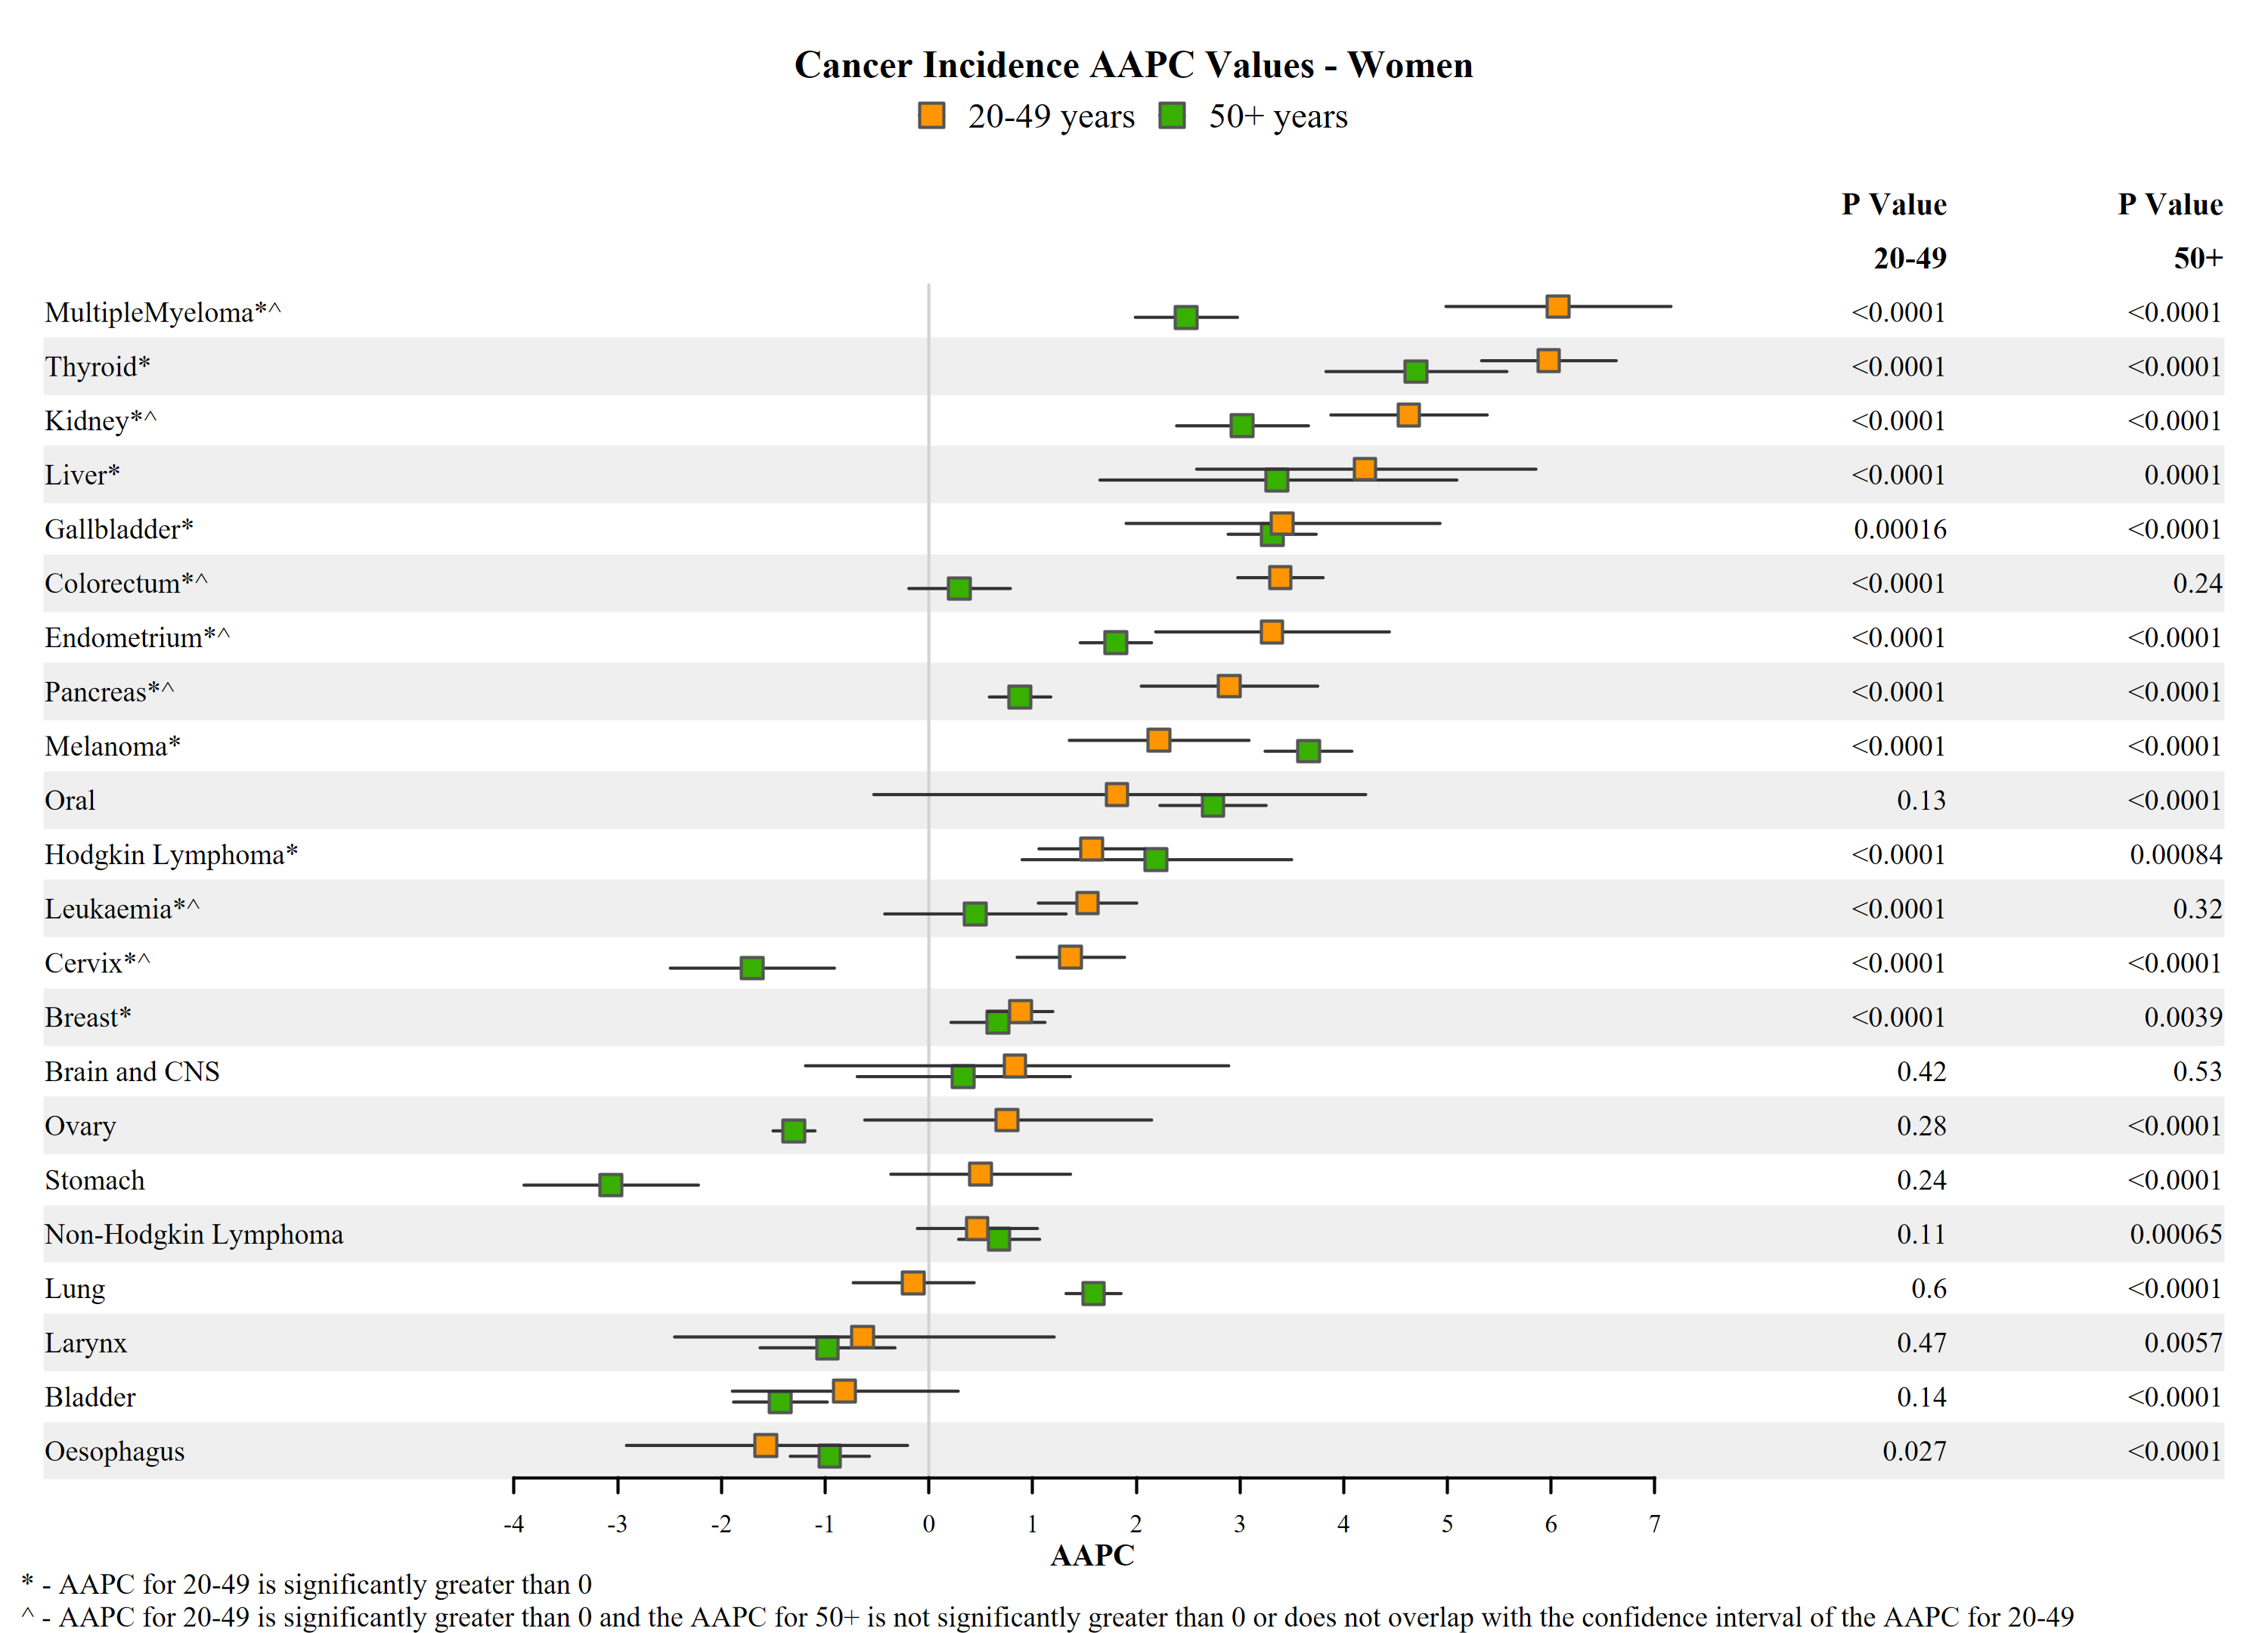 Cancer Incidence AAPC Values - Women
20-49 years 50+ years
P Value P Value
20-49 50+
MultipleMyeloma*^ <0.0001 <0.0001
Thyroid* <0.0001 <0.0001
Kidney*^ <0.0001 <0.0001
Liver* <0.0001 0.0001
Gallbladder* 0.00016 <0.0001
Colorectum*^ <0.0001 0.24
Endometrium*^ <0.0001 <0.0001
Pancreas*^ <0.0001 <0.0001
Melanoma* <0.0001 <0.0001
Oral 0.13 <0.0001
Hodgkin Lymphoma* <0.0001 0.00084
Leukaemia*^ <0.0001 0.32
Cervix*^ <0.0001 <0.0001
Breast* <0.0001 0.0039
Brain and CNS 0.42 0.53
Ovary 0.28 <0.0001
Stomach 0.24 <0.0001
Non-Hodgkin Lymphoma 0.11 0.00065
Lung 0.6 <0.0001
Larynx 0.47 0.0057
Bladder 0.14 <0.0001
Oesophagus 0.027 <0.0001
-4 -3 -2 -1 0 1 2 3 4 5 6 7
AAPC
* - AAPC for 20-49 is significantly greater than 0
^ - AAPC for 20-49 is significantly greater than 0 and the AAPC for 50+ is not significantly greater than 0 or does not overlap with the confidence interval of the AAPC for 20-49